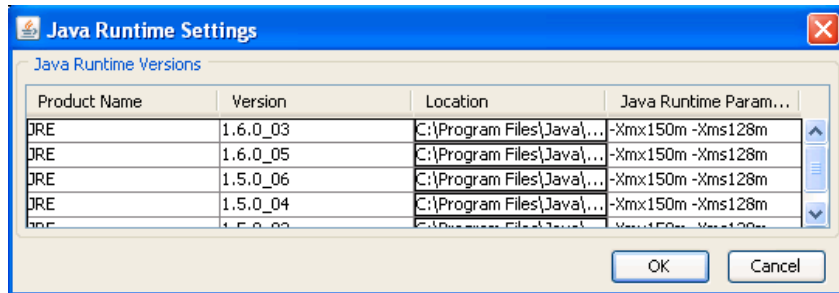 Java Runtime Settings
Java Runtime Versions
Product Name Version Location Java Runtime Param...
JRE 1.6.0_03 C:\Program Files\Java\... -Xmx150m -Xms128m
JRE 1.6.0_05 C:\Program Files\Java\... -Xmx150m -Xms128m
JRE 1.5.0_06 C:\Program Files\Java\... -Xmx150m -Xms128m
JRE 1.5.0_04 C:\Program Files\Java\... -Xmx150m -Xms128m
OK Cancel